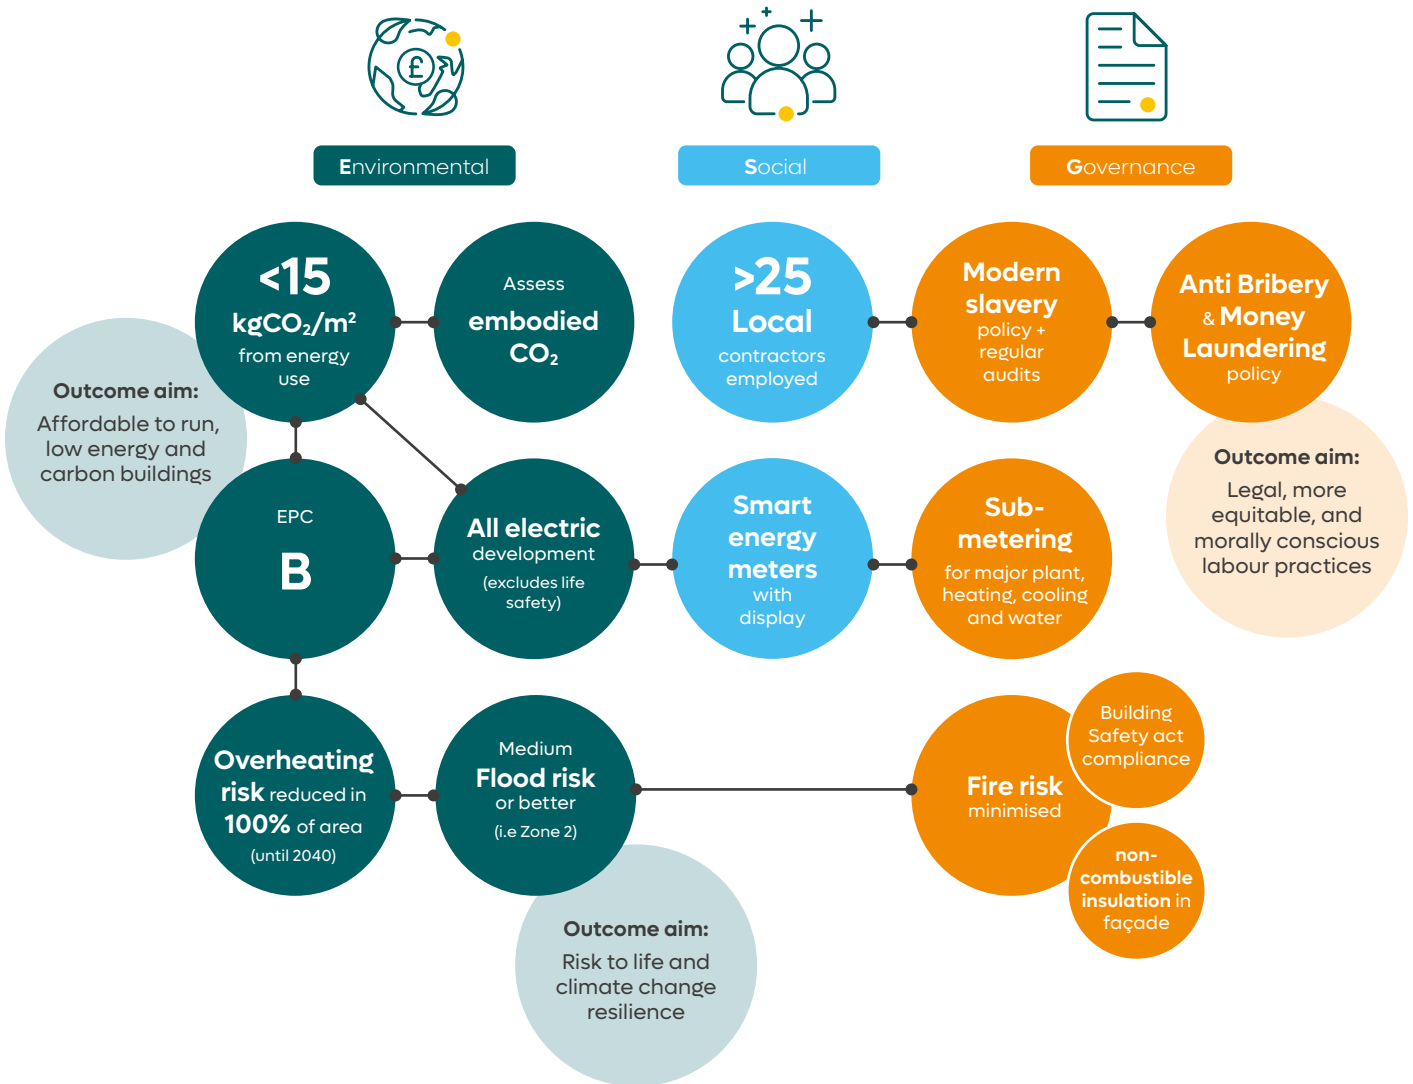 £
Environmental
Social
Governance
<15
kgCO₂/m²
from energy
use
Assess
embodied
CO₂
>25
Local
contractors
employed
Modern
slavery
policy +
regular
audits
Anti Bribery
& Money
Laundering
policy
Outcome aim:
Affordable to run,
low energy and
carbon buildings
EPC
B
All electric
development
(excludes life
safety)
Smart
energy
meters
with
display
Sub-
metering
for major plant,
heating, cooling
and water
Outcome aim:
Legal, more
equitable, and
morally conscious
labour practices
Overheating
risk reduced in
100% of area
(until 2040)
Medium
Flood risk
or better
(i.e Zone 2)
Fire risk
minimised
Building
Safety act
compliance
non-
combustible
insulation in
façade
Outcome aim:
Risk to life and
climate change
resilience